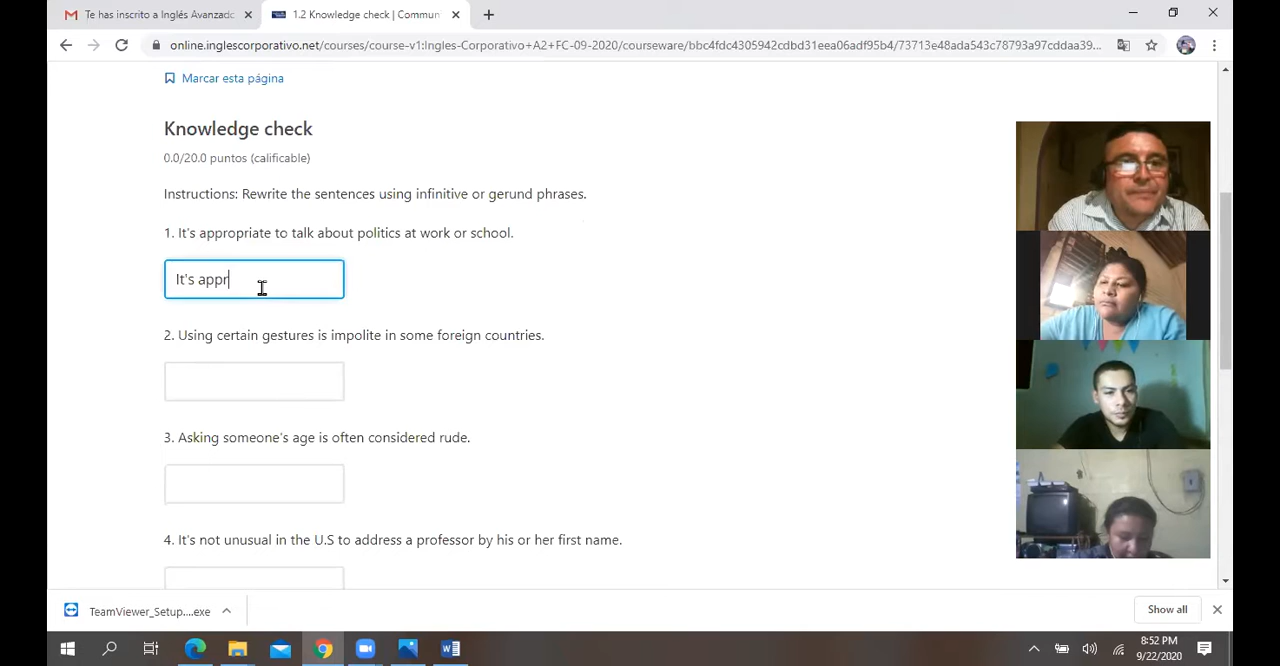 Te has inscrito a Inglés Avanzado
1.2 Knowledge check | Commun
online.inglescorporativo.net/courses/course-v1:Ingles-Corporativo+A2+FC-09-2020/courseware/bbc4fdc4305942cdbd31eea06adf95b4/73713e48ada543c78793a97cddaa39...
Marcar esta página
Knowledge check
0.0/20.0 puntos (calificable)
Instructions: Rewrite the sentences using infinitive or gerund phrases.
1. It's appropriate to talk about politics at work or school.
It's appr
2. Using certain gestures is impolite in some foreign countries.
3. Asking someone's age is often considered rude.
4. It's not unusual in the U.S to address a professor by his or her first name.
TeamViewer_Setup....exe
Show all
8:52 PM
9/22/2020